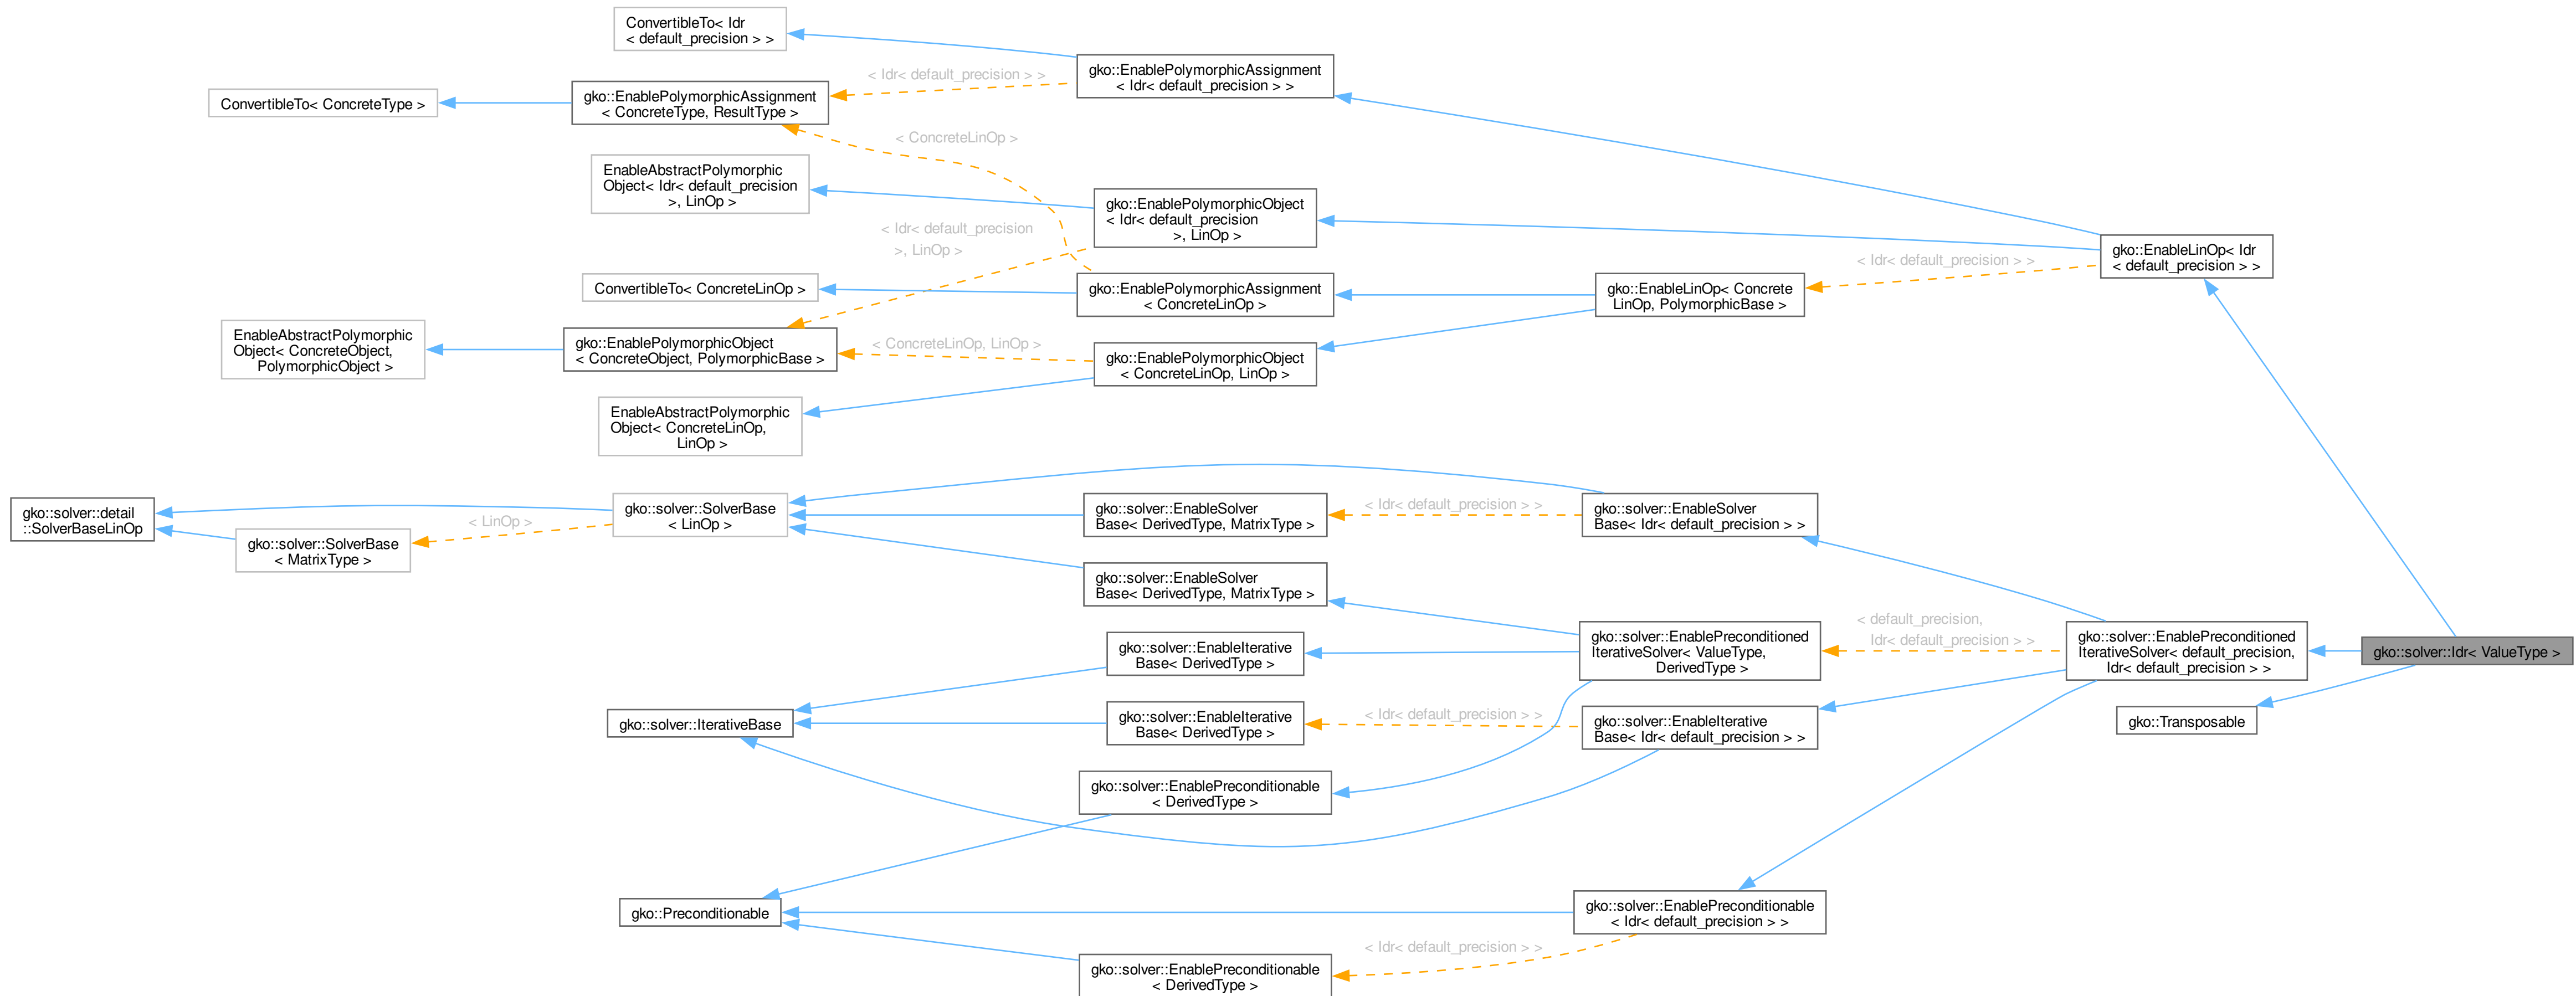 ConvertibleTo< Idr
< default_precision > >
gko::EnablePolymorphicAssignment
< Idr< default_precision > >
< Idr< default_precision > >
ConvertibleTo< ConcreteType >
gko::EnablePolymorphicAssignment
< ConcreteType, ResultType >
< ConcreteLinOp >
EnableAbstractPolymorphic
Object< Idr< default_precision
>, LinOp >
gko::EnablePolymorphicObject
< Idr< default_precision
>, LinOp >
< Idr< default_precision
>, LinOp >
gko::EnableLinOp< Idr
< default_precision > >
< Idr< default_precision > >
ConvertibleTo< ConcreteLinOp >
gko::EnablePolymorphicAssignment
< ConcreteLinOp >
gko::EnableLinOp< Concrete
LinOp, PolymorphicBase >
EnableAbstractPolymorphic
Object< ConcreteObject,
PolymorphicObject >
gko::EnablePolymorphicObject
< ConcreteObject, PolymorphicBase >
< ConcreteLinOp, LinOp >
gko::EnablePolymorphicObject
< ConcreteLinOp, LinOp >
EnableAbstractPolymorphic
Object< ConcreteLinOp,
LinOp >
gko::solver::detail
::SolverBaseLinOp
gko::solver::SolverBase
< MatrixType >
< LinOp >
gko::solver::SolverBase
< LinOp >
gko::solver::EnableSolver
Base< DerivedType, MatrixType >
< Idr< default_precision > >
gko::solver::EnableSolver
Base< Idr< default_precision > >
gko::solver::EnableSolver
Base< DerivedType, MatrixType >
gko::solver::EnableIterative
Base< DerivedType >
gko::solver::EnablePreconditioned
IterativeSolver< ValueType,
DerivedType >
< default_precision,
Idr< default_precision > >
gko::solver::EnablePreconditioned
IterativeSolver< default_precision,
Idr< default_precision > >
gko::solver::Idr< ValueType >
gko::solver::IterativeBase
gko::solver::EnableIterative
Base< DerivedType >
< Idr< default_precision > >
gko::solver::EnableIterative
Base< Idr< default_precision > >
gko::Transposable
gko::solver::EnablePreconditionable
< DerivedType >
gko::Preconditionable
gko::solver::EnablePreconditionable
< Idr< default_precision > >
< Idr< default_precision > >
gko::solver::EnablePreconditionable
< DerivedType >